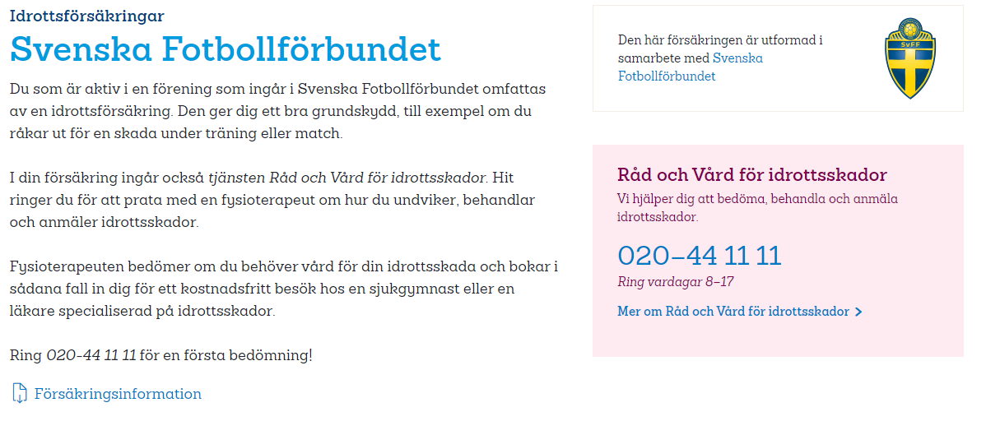 Idrottsförsäkringar
Svenska Fotbollförbundet
Du som är aktiv i en förening som ingår i Svenska Fotbollförbundet omfattas
av en idrottsförsäkring. Den ger dig ett bra grundskydd, till exempel om du
råkar ut för en skada under träning eller match.
I din försäkring ingår också tjänsten Råd och Vård för idrottsskador. Hit
ringer du för att prata med en fysioterapeut om hur du undviker, behandlar
och anmäler idrottsskador.
Fysioterapeuten bedömer om du behöver vård för din idrottsskada och bokar i
sådana fall in dig för ett kostnadsfritt besök hos en sjukgymnast eller en
läkare specialiserad på idrottsskador.
Ring 020-44 11 11 för en första bedömning!
Försäkringsinformation
Den här försäkringen är utformad i
samarbete med Svenska
Fotbollförbundet
SvFF
Råd och Vård för idrottsskador
Vi hjälper dig att bedöma, behandla och anmäla
idrottsskador.
020–44 11 11
Ring vardagar 8–17
Mer om Råd och Vård för idrottsskador